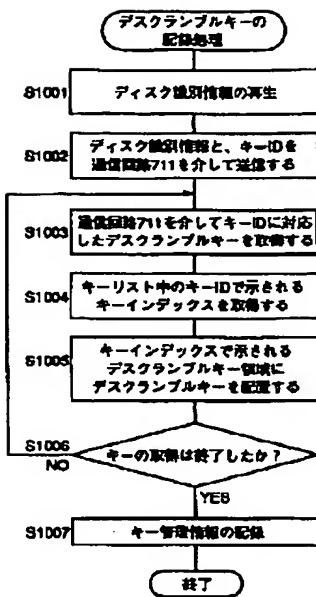 デスクランブルキーの
記録処理
S1001
ディスク識別情報の再生
S1002
ディスク識別情報と、キーIDを
通信回路711を介して送信する
S1003
通信回路711を介してキーIDに対応
したデスクランブルキーを取得する
S1004
キーリスト中のキーIDで示される
キーインデックスを取得する
S1005
キーインデックスで示される
デスクランブルキー領域に
デスクランブルキーを配置する
S1006
キーの取得は終了したか?
NO
YES
S1007
キー管理情報の記録
終了